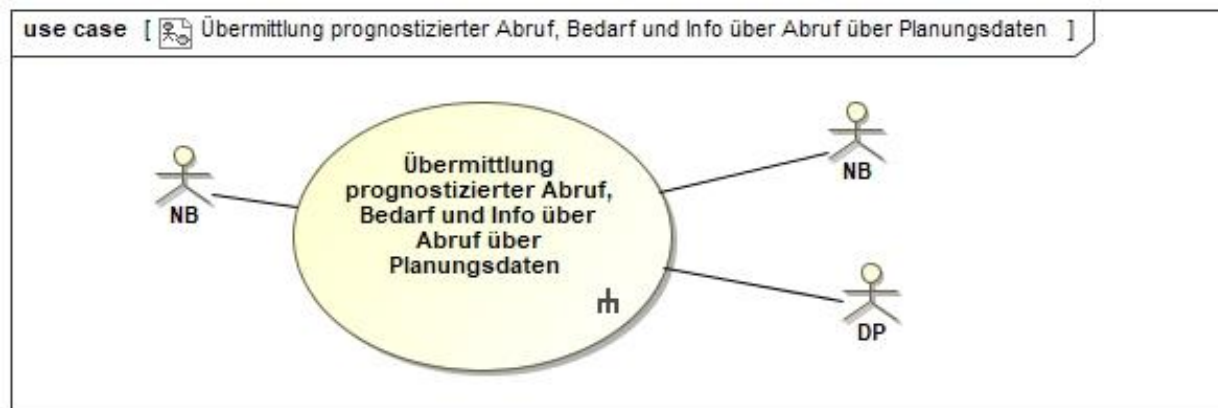 use case [ Übermittlung prognostizierter Abruf, Bedarf und Info über Abruf über Planungsdaten ]
NB
Übermittlung
prognostizierter Abruf,
Bedarf und Info über
Abruf über
Planungsdaten
NB
DP